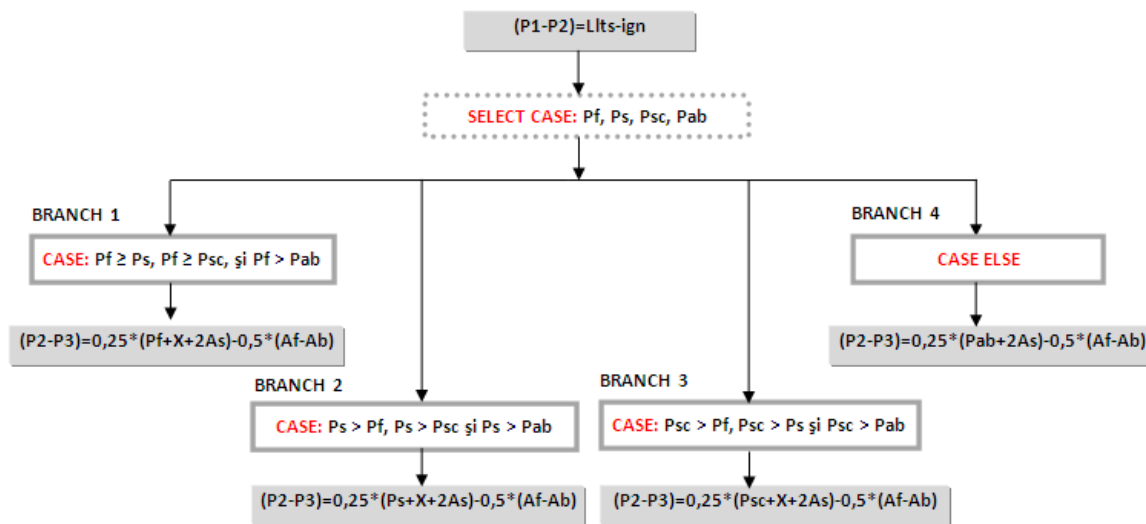 (P1-P2)=Llts-ign
SELECT CASE: Pf, Ps, Psc, Pab
BRANCH 1
CASE: Pf ≥ Ps, Pf ≥ Psc, şi Pf > Pab
(P2-P3)=0,25*(Pf+X+2As)-0,5*(Af-Ab)
BRANCH 4
CASE ELSE
(P2-P3)=0,25*(Pab+2As)-0,5*(Af-Ab)
BRANCH 2
CASE: Ps > Pf, Ps > Psc şi Ps > Pab
(P2-P3)=0,25*(Ps+X+2As)-0,5*(Af-Ab)
BRANCH 3
CASE: Psc > Pf, Psc > Ps şi Psc > Pab
(P2-P3)=0,25*(Psc+X+2As)-0,5*(Af-Ab)